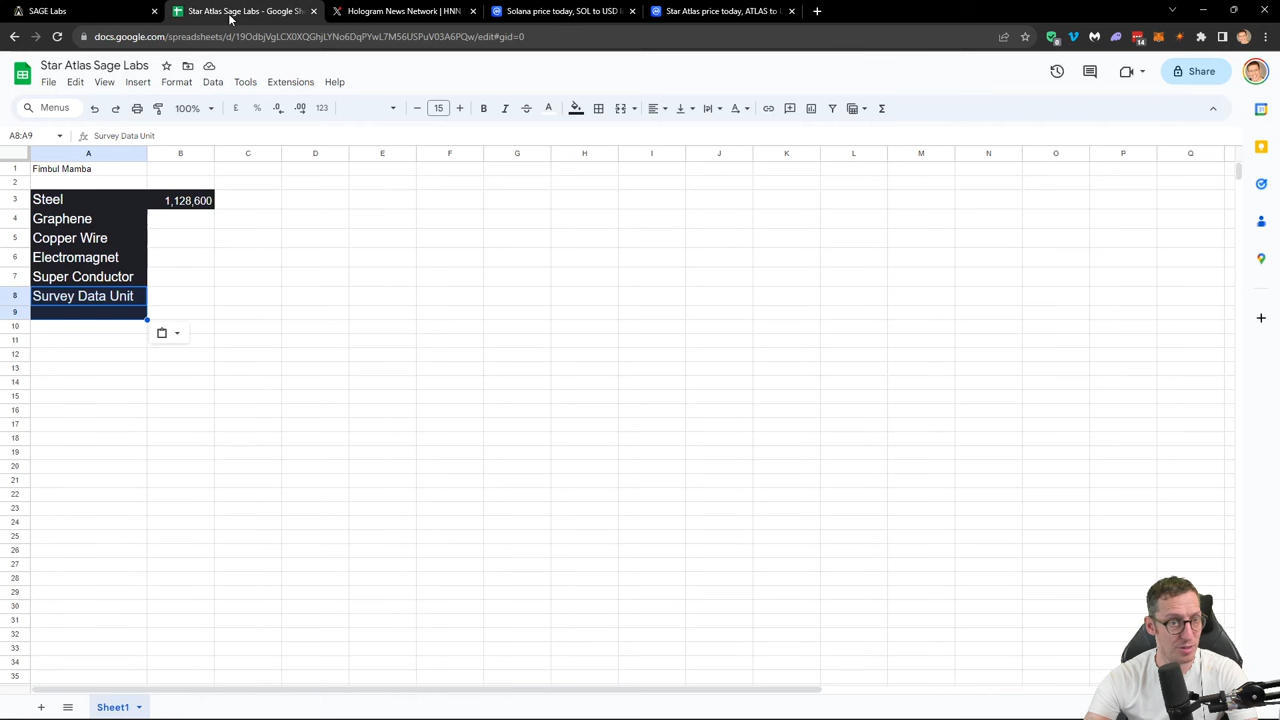 SAGE Labs
Star Atlas Sage Labs - Google Sh
Hologram News Network | HNN
Solana price today, SOL to USD l
Star Atlas price today, ATLAS to U
docs.google.com/spreadsheets/d/19OdbjVgLCX0XQGhjLYNo6DqPYwL7M56USPuV03A6PQw/edit#gid=0
Star Atlas Sage Labs
File Edit View Insert Format Data Tools Extensions Help
Share
Menus 100% £ % .0 .00 123 15 B I A
A8:A9 fx Survey Data Unit
A B C D E F G H I J K L M N O P Q
1 Fimbul Mamba
2
3 Steel 1,128,600
4 Graphene
5 Copper Wire
6 Electromagnet
7 Super Conductor
8 Survey Data Unit
9
10
11
12
13
14
15
16
17
18
19
20
21
22
23
24
25
26
27
28
29
30
31
32
33
34
35
Sheet1